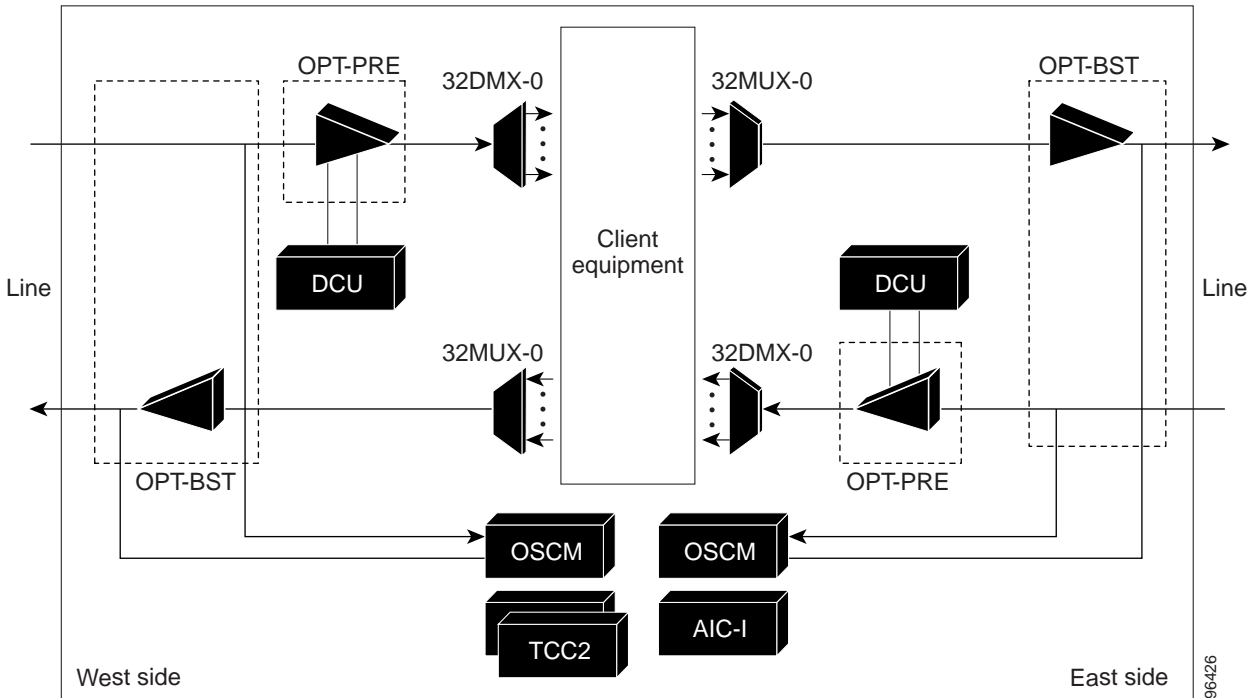 OPT-PRE
32DMX-0
32MUX-0
OPT-BST
Client
equipment
DCU
DCU
Line
Line
32MUX-0
32DMX-0
OPT-BST
OPT-PRE
OSCM
OSCM
TCC2
AIC-I
West side
East side
96426